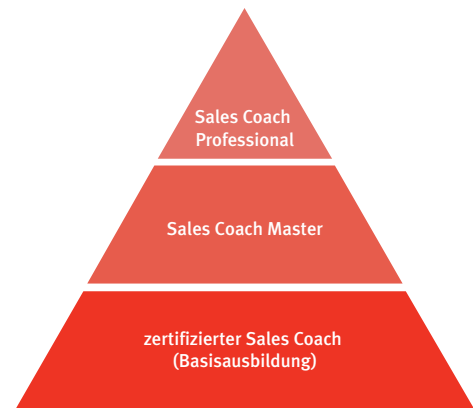 Sales Coach
Professional
Sales Coach Master
zertifizierter Sales Coach
(Basisausbildung)